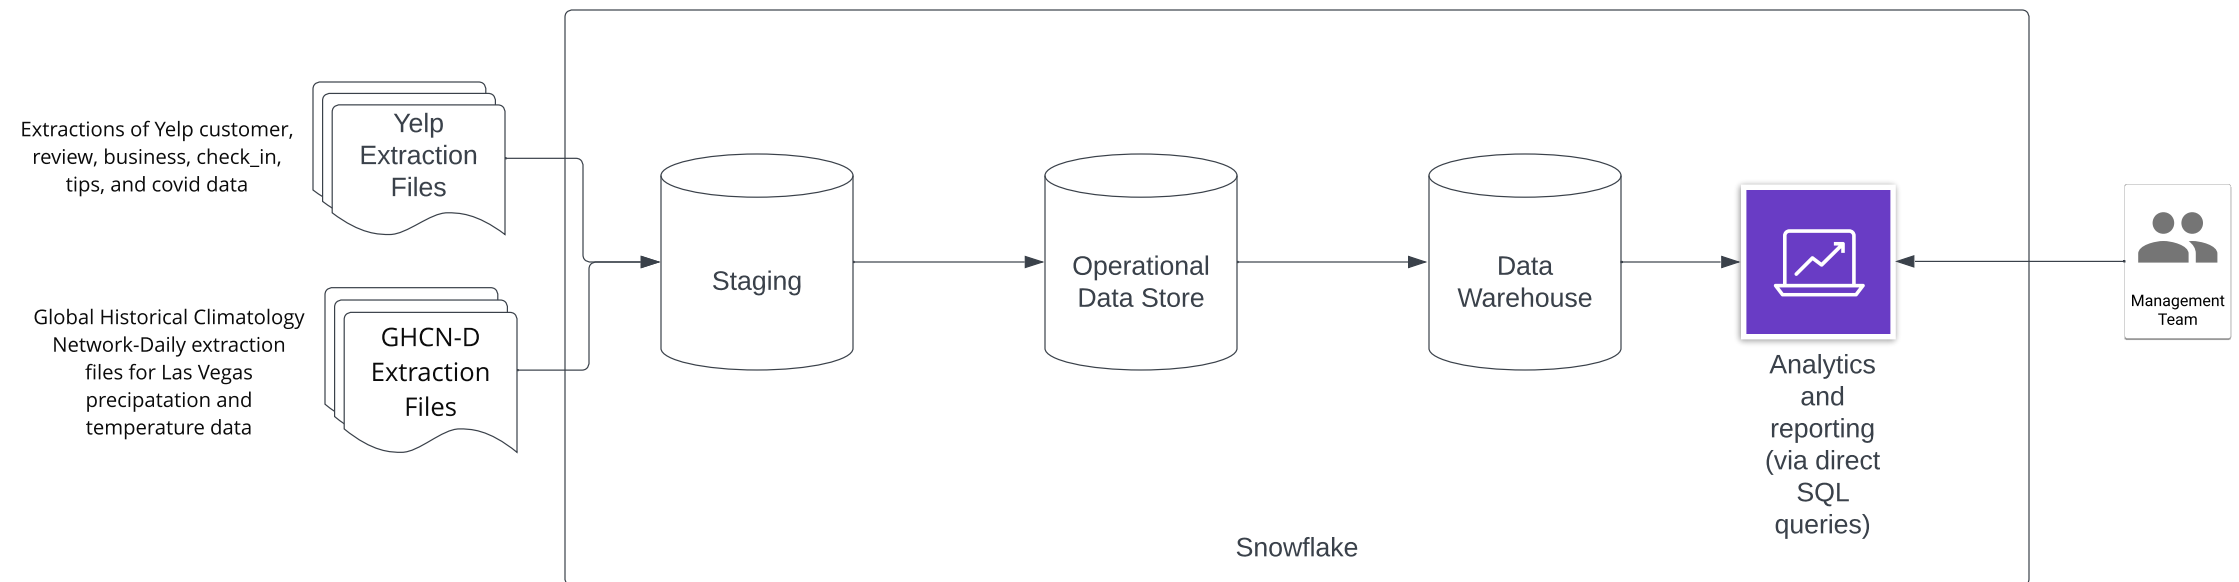 Extractions of Yelp customer,
review, business, check_in,
tips, and covid data
Yelp
Extraction
Files
Global Historical Climatology
Network-Daily extraction
files for Las Vegas
precipatation and
temperature data
GHCN-D
Extraction
Files
Staging
Operational
Data Store
Data
Warehouse
Analytics
and
reporting
(via direct
SQL
queries)
Management
Team
Snowflake